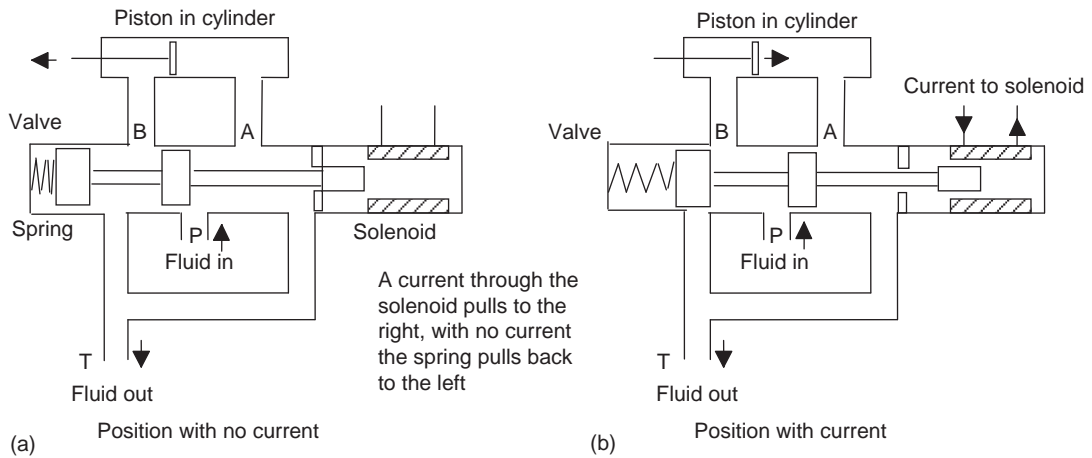 Piston in cylinder
Valve
B
A
Spring
P
Fluid in
Solenoid
T
Fluid out
(a)
Position with no current
A current through the
solenoid pulls to the
right, with no current
the spring pulls back
to the left
Piston in cylinder
Current to solenoid
Valve
B
A
P
Fluid in
T
Fluid out
(b)
Position with current